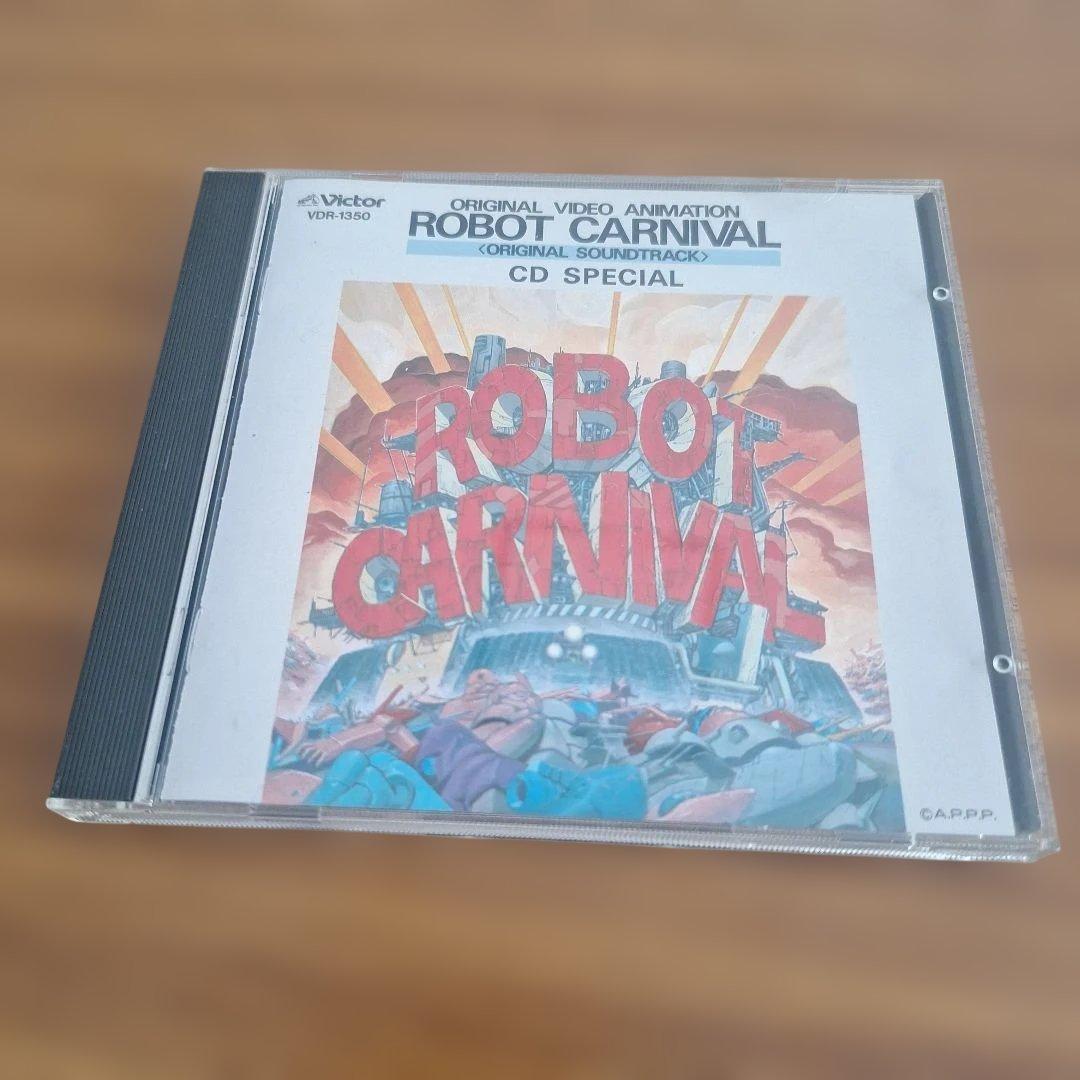 Victor
VDR-1350
ORIGINAL VIDEO ANIMATION
ROBOT CARNIVAL
<ORIGINAL SOUNDTRACK>
CD SPECIAL
ROBOT
CARNIVAL
©A.P.P.P.